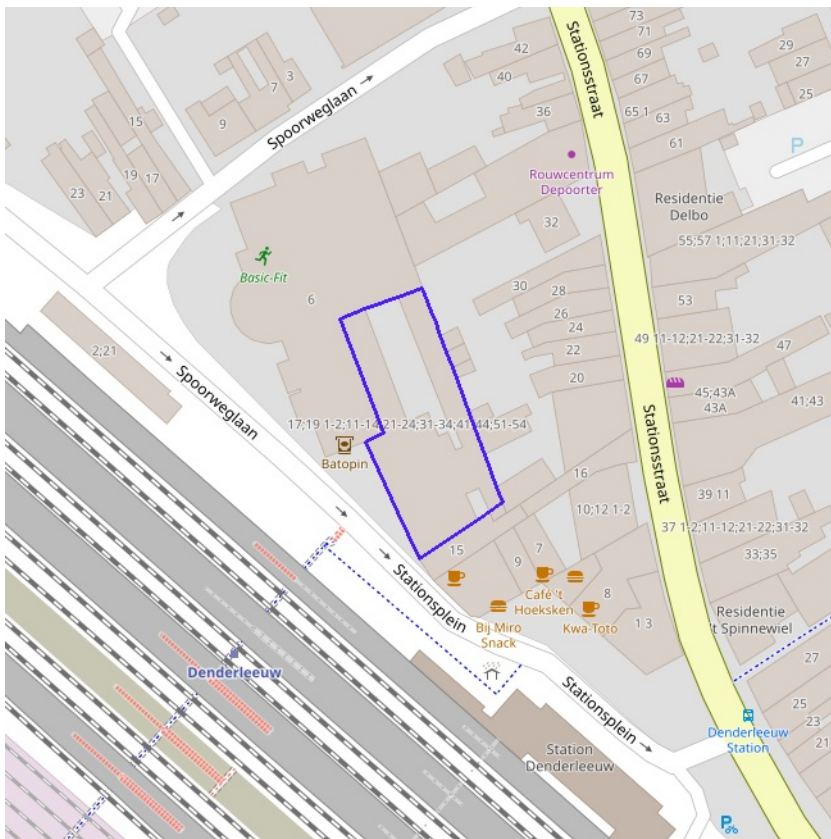 73
71
69
67
65 1
63
61
29
27
25
42
40
36
Stationsstraat
Spoorweglaan
3
7
9
15
19
17
23
21
P
Rouwcentrum
Depoorter
Residentie
Delbo
32
55;57 1;11;21;31-32
Basic-Fit
6
30
28
26
24
22
20
53
49 11-12;21-22;31-32
47
45;43A
43A
41;43
2;21
Spoorweglaan
17;19 1-2;11-14;21-24;31-34;41-44;51-54
Batopin
Stationsstraat
16
10;12 1-2
39 11
37 1-2;11-12;21-22;31-32
33;35
15
9
7
8
1 3
Café 't
Hoeksken
Bij Miro
Snack
Kwa-Toto
Stationsplein
Residentie
't Spinnewiel
Denderleeuw
Stationsplein
Station
Denderleeuw
27
25
23
21
Denderleeuw
Station
P